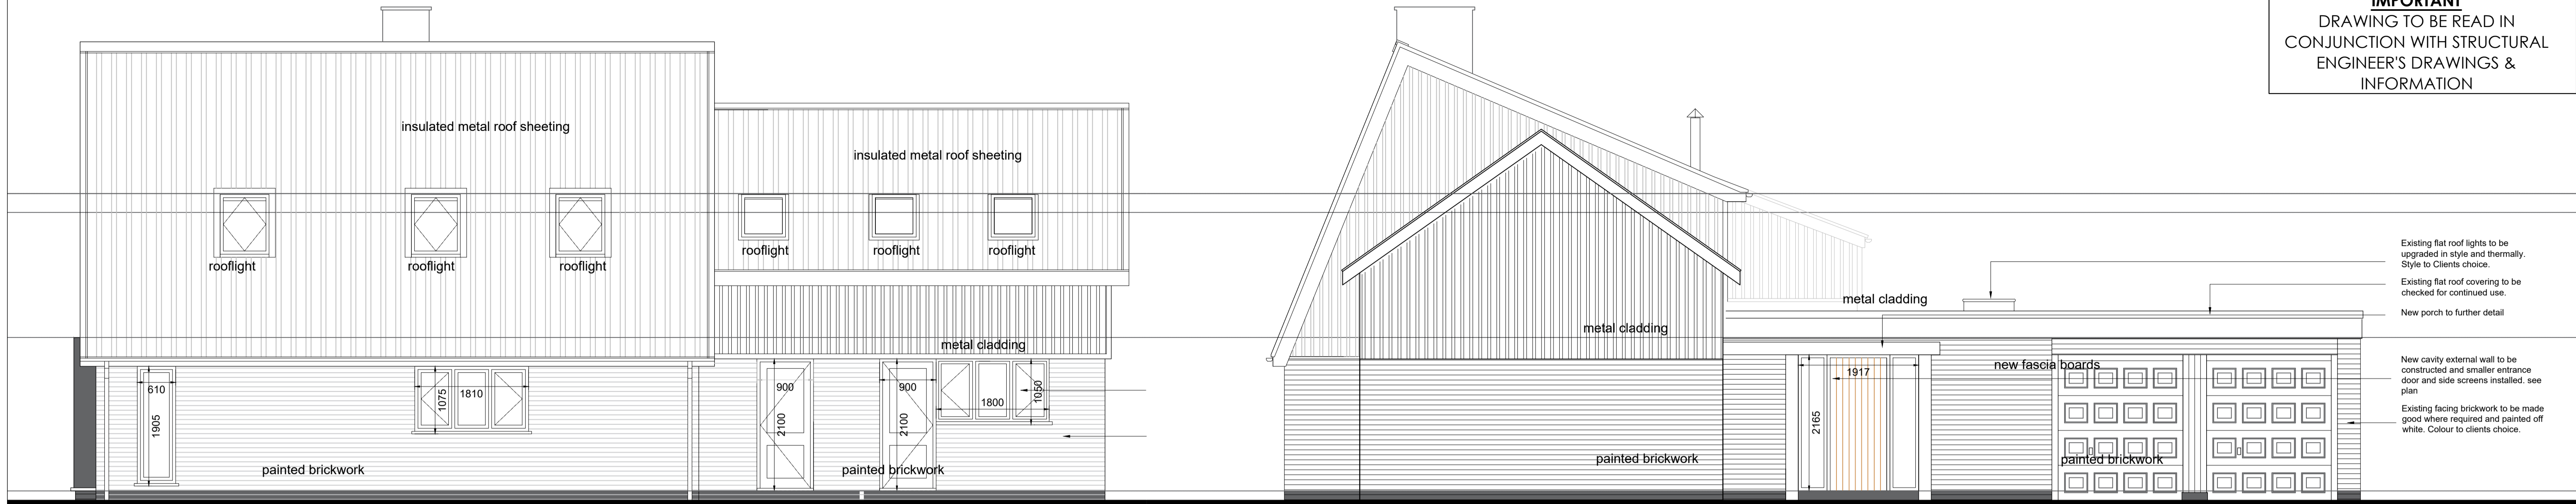 IMPORTANT
DRAWING TO BE READ IN
CONJUNCTION WITH STRUCTURAL
ENGINEER'S DRAWINGS &
INFORMATION
insulated metal roof sheeting
insulated metal roof sheeting
rooflight
rooflight
rooflight
rooflight
rooflight
rooflight
metal cladding
610
1905
1075
1810
900
2100
900
2100
1800
1050
painted brickwork
painted brickwork
metal cladding
metal cladding
new fascia boards
1917
2165
painted brickwork
painted brickwork
Existing flat roof lights to be
upgraded in style and thermally.
Style to Clients choice.
Existing flat roof covering to be
checked for continued use.
New porch to further detail
New cavity external wall to be
constructed and smaller entrance
door and side screens installed. see
plan
Existing facing brickwork to be made
good where required and painted off
white. Colour to clients choice.